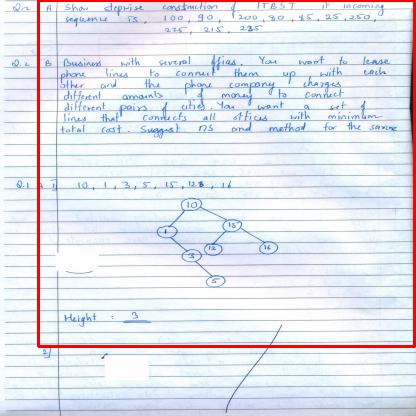 Q.2 A Show stepwise construction of ITBST if incoming
sequence is, 100, 90, 200, 80, 85, 25, 250,
235, 215, 285
Q.2 B Business with several offices. You want to lease
phone lines to connect them up with each
other and the phone company charges
different amounts of money to connect
different pairs of cities. You want a set of
lines that connects all offices with minimum
total cost. Suggest DS and method for the same
Q.1 I 10, 1, 3, 5, 15, 12, 16
10
1 15
3 12 16
5
Height : 3
2)